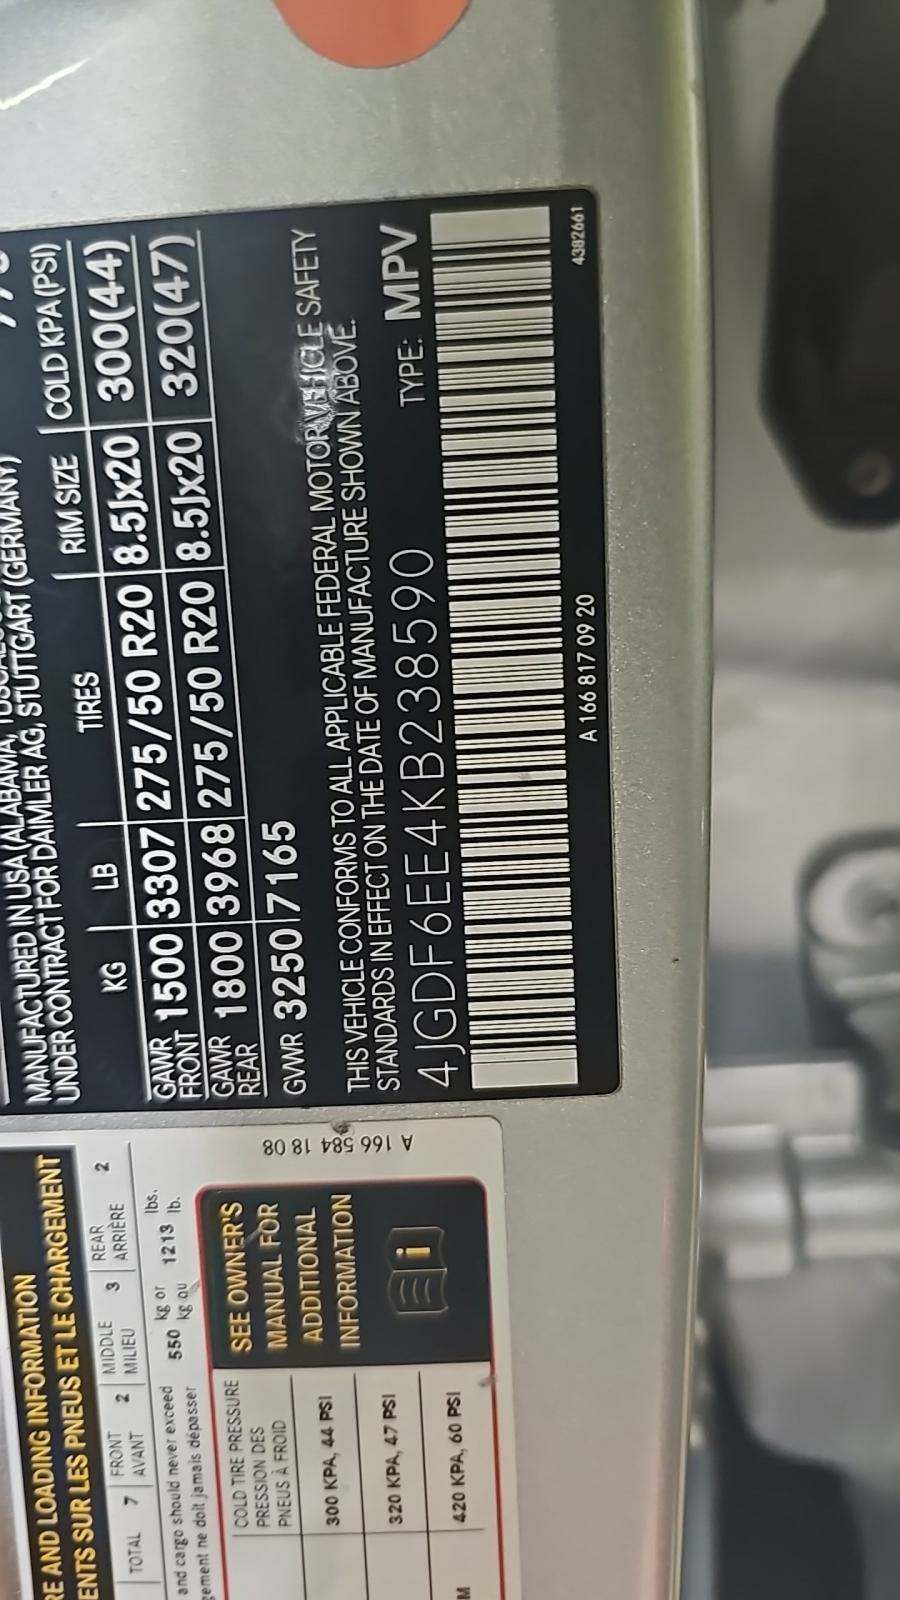 MANUFACTURED IN USA (ALABAMA,
UNDER CONTRACT FOR DAIMLER AG, STUTTGART (GERMANY)
KG LB TIRES RIM SIZE COLD KPA (PSI)
GAWR FRONT 1500 3307 275/50 R20 8.5Jx20 300(44)
GAWR REAR 1800 3968 275/50 R20 8.5Jx20 320(47)
GVWR 3250 7165
THIS VEHICLE CONFORMS TO ALL APPLICABLE FEDERAL MOTOR VEHICLE SAFETY
STANDARDS IN EFFECT ON THE DATE OF MANUFACTURE SHOWN ABOVE.
4JGDF6EE4KB238590 TYPE: MPV
A 166 817 09 20 4382661
A 166 584 18 08
AND LOADING INFORMATION
SUR LES PNEUS ET LE CHARGEMENT
TOTAL 7 FRONT 2 MIDDLE 3 REAR 2
AVANT MILIEU ARRIÈRE
and cargo should never exceed 550 kg or 1213 lbs.
ne doit jamais dépasser kg ou lb.
COLD TIRE PRESSURE
PRESSION DES
PNEUS À FROID
300 KPA, 44 PSI
320 KPA, 47 PSI
420 KPA, 60 PSI
SEE OWNER'S
MANUAL FOR
ADDITIONAL
INFORMATION